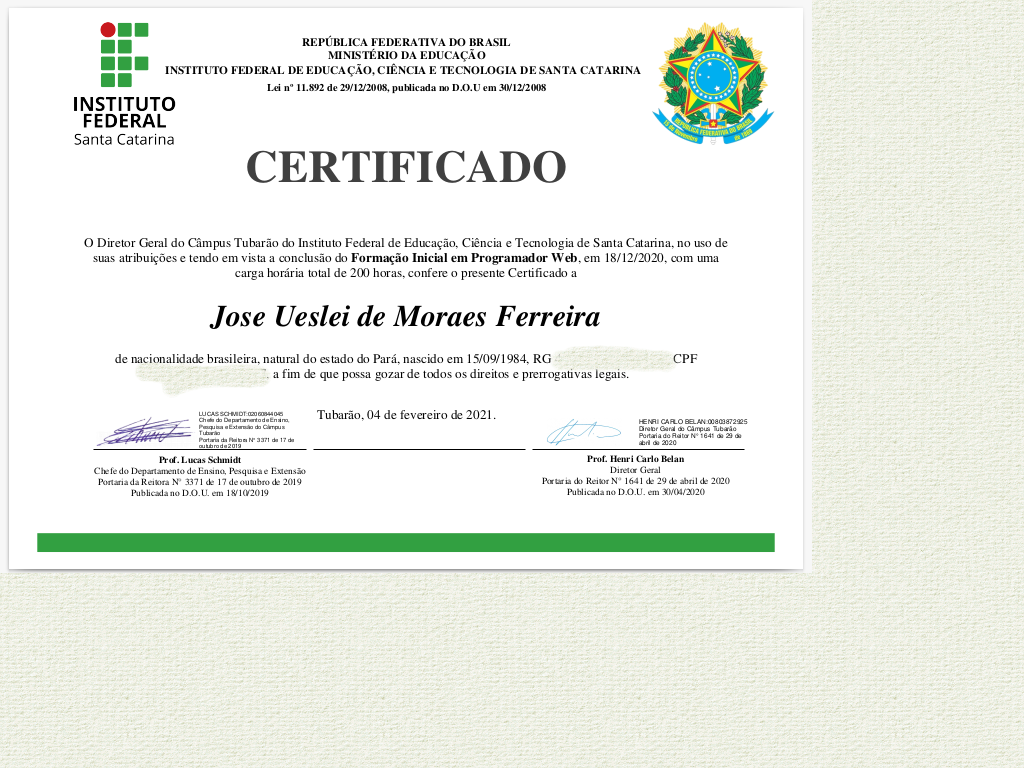 INSTITUTO
FEDERAL
Santa Catarina
REPÚBLICA FEDERATIVA DO BRASIL
MINISTÉRIO DA EDUCAÇÃO
INSTITUTO FEDERAL DE EDUCAÇÃO, CIÊNCIA E TECNOLOGIA DE SANTA CATARINA
Lei nº 11.892 de 29/12/2008, publicada no D.O.U em 30/12/2008
REPÚBLICA FEDERATIVA DO BRASIL
15 de Novembro
de 1889
CERTIFICADO
O Diretor Geral do Câmpus Tubarão do Instituto Federal de Educação, Ciência e Tecnologia de Santa Catarina, no uso de
suas atribuições e tendo em vista a conclusão do Formação Inicial em Programador Web, em 18/12/2020, com uma
carga horária total de 200 horas, confere o presente Certificado a
Jose Ueslei de Moraes Ferreira
de nacionalidade brasileira, natural do estado do Pará, nascido em 15/09/1984, RG CPF
, a fim de que possa gozar de todos os direitos e prerrogativas legais.
Tubarão, 04 de fevereiro de 2021.
LUCAS SCHMIDT:02060844045
Chefe do Departamento de Ensino,
Pesquisa e Extensão do Câmpus
Tubarão
Portaria da Reitora N° 3371 de 17 de
outubro de 2019
Prof. Lucas Schmidt
Chefe do Departamento de Ensino, Pesquisa e Extensão
Portaria da Reitora N° 3371 de 17 de outubro de 2019
Publicada no D.O.U. em 18/10/2019
HENRI CARLO BELAN:00803872925
Diretor Geral do Câmpus Tubarão
Portaria do Reitor N° 1641 de 29 de
abril de 2020
Prof. Henri Carlo Belan
Diretor Geral
Portaria do Reitor N° 1641 de 29 de abril de 2020
Publicada no D.O.U. em 30/04/2020